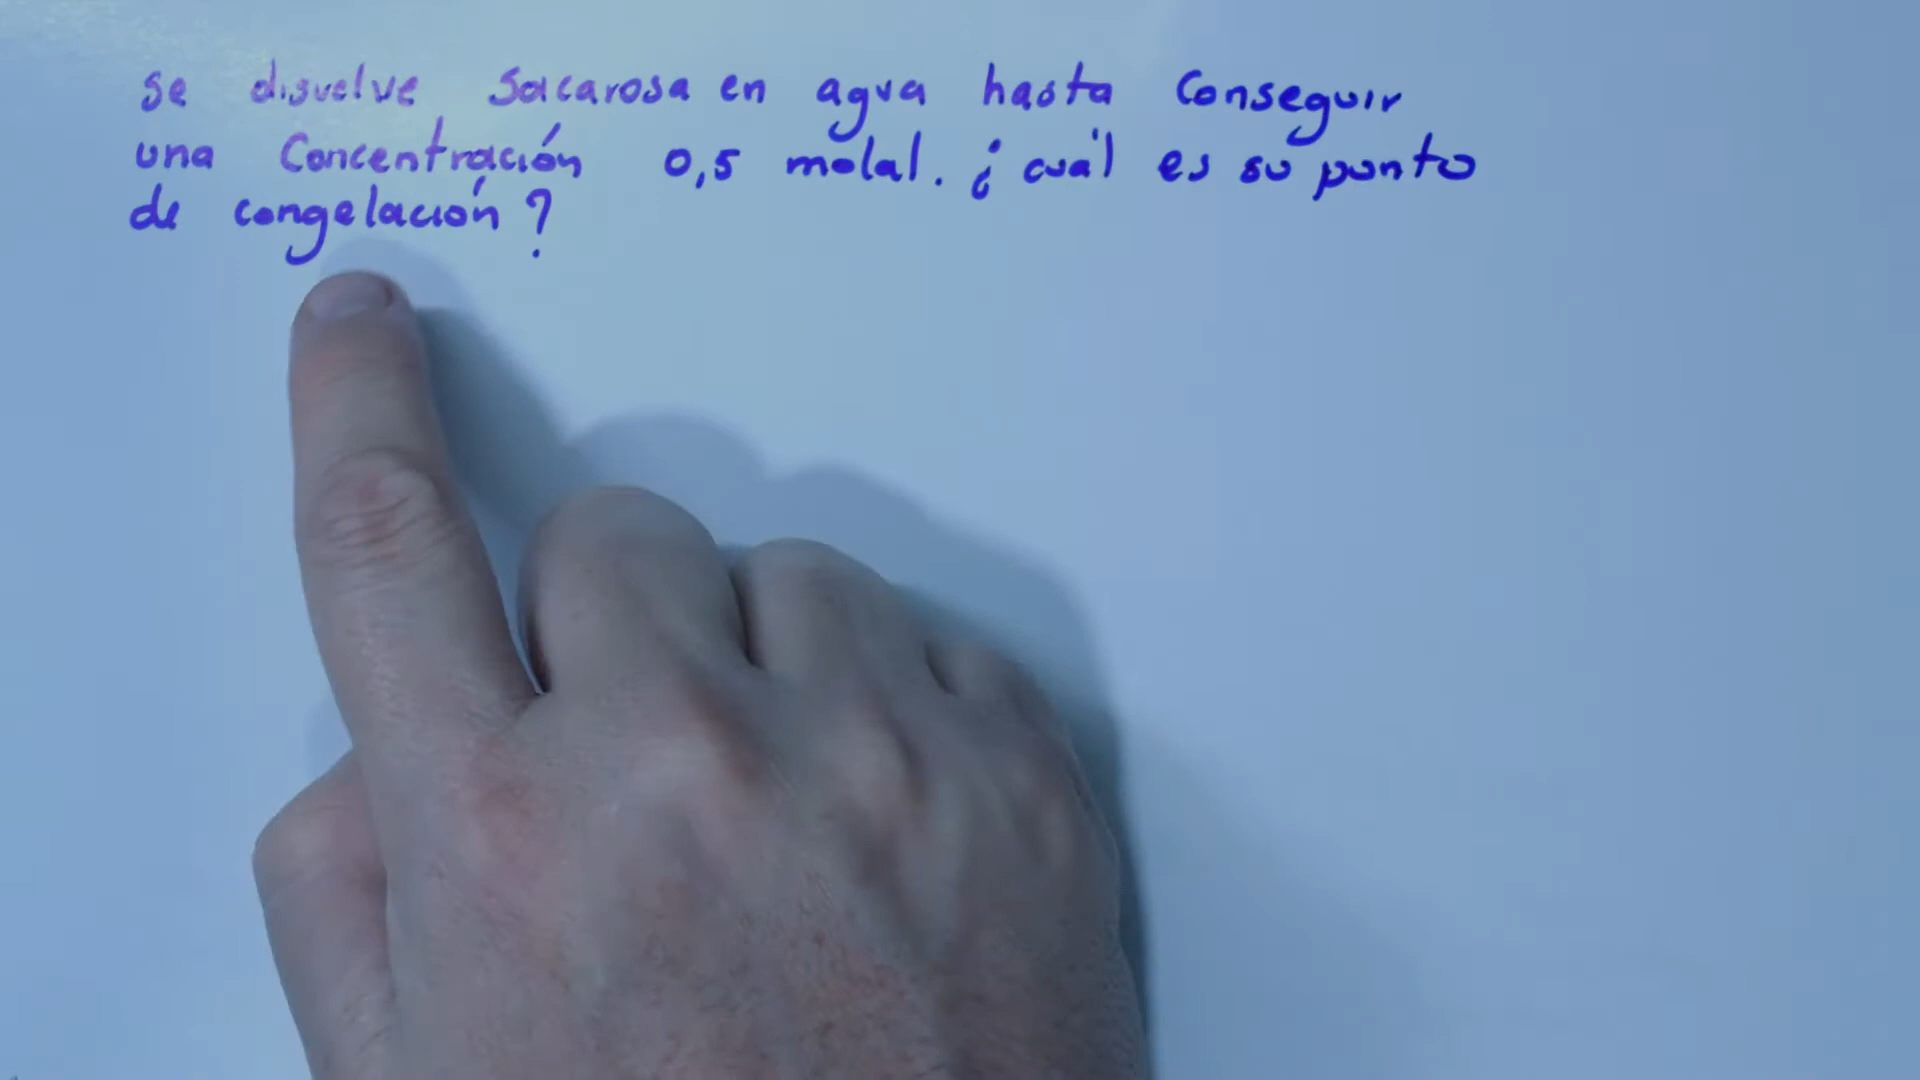 se disuelve Sacarosa en agua hasta conseguir
una Concentración 0,5 molal. ¿cuál es su punto
de congelación?